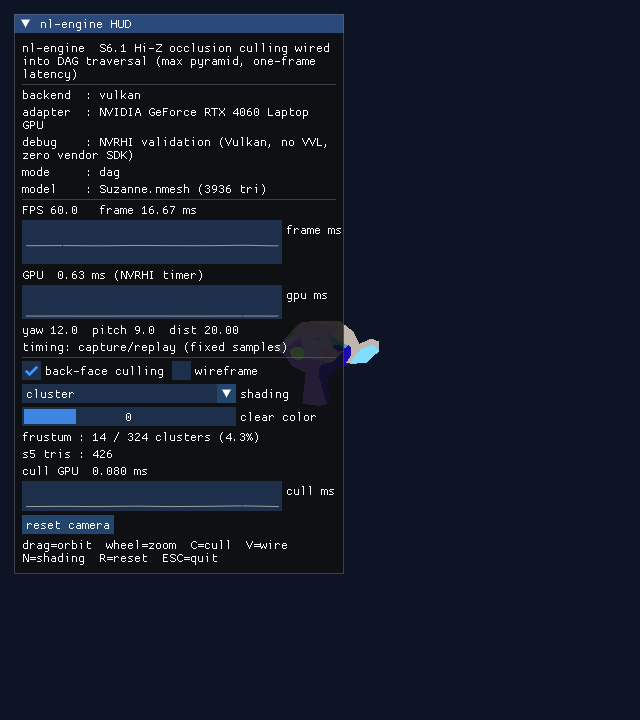 nl-engine HUD
nl-engine  S6.1 Hi-Z occlusion culling wired
into DAG traversal (max pyramid, one-frame
latency)
backend  : vulkan
adapter  : NVIDIA GeForce RTX 4060 Laptop
GPU
debug    : NVRHI validation (Vulkan, no VVL,
zero vendor SDK)
mode     : dag
model    : Suzanne.nmesh (3936 tri)
FPS 60.0   frame 16.67 ms
frame ms
GPU  0.63 ms (NVRHI timer)
gpu ms
yaw 12.0  pitch 9.0  dist 20.00
timing: capture/replay (fixed samples)
back-face culling  wireframe
cluster  shading
0  clear color
frustum : 14 / 324 clusters (4.3%)
s5 tris : 426
cull GPU  0.080 ms
cull ms
reset camera
drag=orbit  wheel=zoom  C=cull  V=wire
N=shading  R=reset  ESC=quit